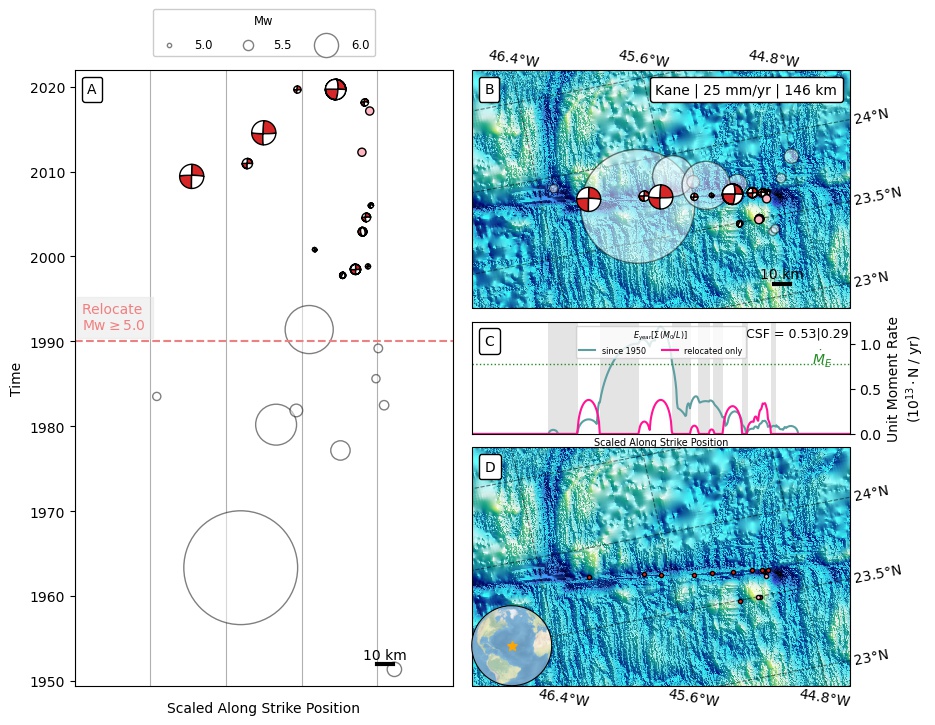 Mw
5.0 5.5 6.0
A
2020
2010
2000
1990
1980
1970
1960
1950
Time
Relocate
Mw ≥ 5.0
10 km
Scaled Along Strike Position
46.4°W 45.6°W 44.8°W
B
Kane | 25 mm/yr | 146 km
24°N
23.5°N
23°N
10 km
C
E_year[Σ(M₀/L)]
since 1950 relocated only
CSF = 0.53|0.29
Ṁ_E
1.0
0.5
0.0
Unit Moment Rate
(10¹³ · N / yr)
Scaled Along Strike Position
D
24°N
23.5°N
23°N
46.4°W 45.6°W 44.8°W